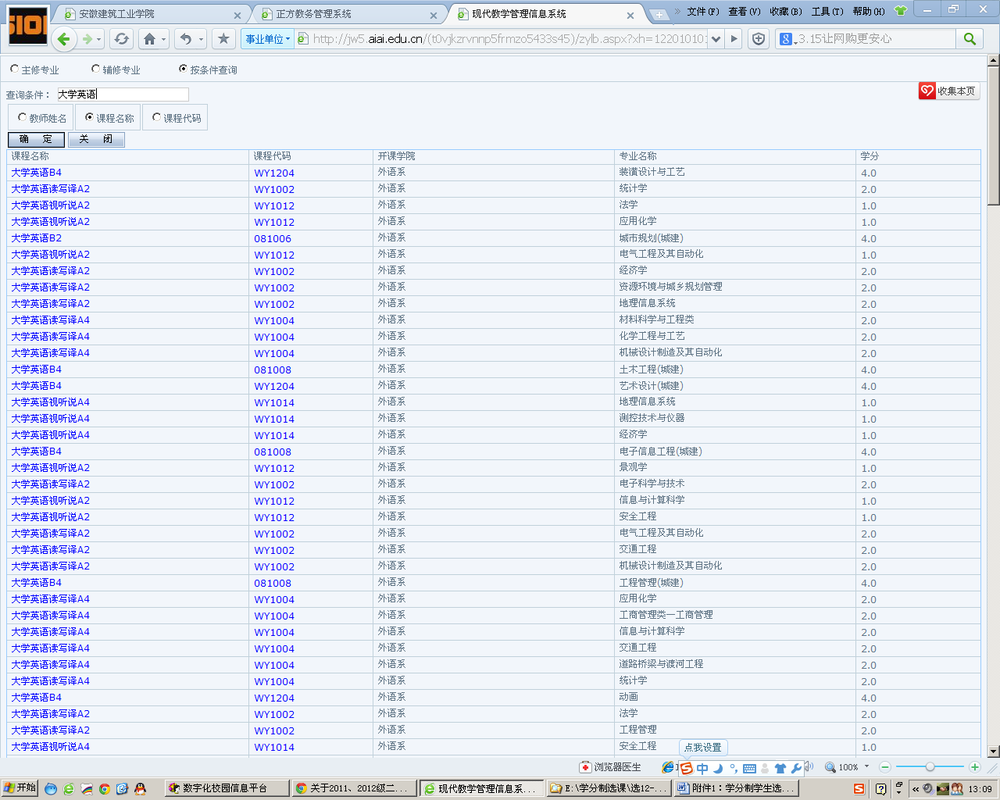 SIOI
安徽建筑工业学院
正方教务管理系统
现代教学管理信息系统
文件(F) 查看(V) 收藏(B) 工具(T) 帮助(H)
事业单位 http://jw5.aiai.edu.cn/(t0vjkzrvnnp5frmzo5433s45)/zylb.aspx?xh=122010101 3.15让网购更安心
主修专业 辅修专业 按条件查询
查询条件： 大学英语 收集本页
教师姓名 课程名称 课程代码
确 定 关 闭
课程名称 课程代码 开课学院 专业名称 学分
大学英语B4 WY1204 外语系 装潢设计与工艺 4.0
大学英语读写译A2 WY1002 外语系 统计学 2.0
大学英语视听说A2 WY1012 外语系 法学 1.0
大学英语视听说A2 WY1012 外语系 应用化学 1.0
大学英语B2 081006 外语系 城市规划(城建) 4.0
大学英语视听说A2 WY1012 外语系 电气工程及其自动化 1.0
大学英语读写译A2 WY1002 外语系 经济学 2.0
大学英语读写译A2 WY1002 外语系 资源环境与城乡规划管理 2.0
大学英语读写译A2 WY1002 外语系 地理信息系统 2.0
大学英语读写译A4 WY1004 外语系 材料科学与工程类 2.0
大学英语读写译A4 WY1004 外语系 化学工程与工艺 2.0
大学英语读写译A4 WY1004 外语系 机械设计制造及其自动化 2.0
大学英语B4 081008 外语系 土木工程(城建) 4.0
大学英语B4 WY1204 外语系 艺术设计(城建) 4.0
大学英语视听说A4 WY1014 外语系 地理信息系统 1.0
大学英语视听说A4 WY1014 外语系 测控技术与仪器 1.0
大学英语视听说A4 WY1014 外语系 经济学 1.0
大学英语B4 081008 外语系 电子信息工程(城建) 4.0
大学英语视听说A2 WY1012 外语系 景观学 1.0
大学英语读写译A2 WY1002 外语系 电子科学与技术 2.0
大学英语视听说A2 WY1012 外语系 信息与计算科学 1.0
大学英语视听说A2 WY1012 外语系 安全工程 1.0
大学英语读写译A2 WY1002 外语系 电气工程及其自动化 2.0
大学英语读写译A2 WY1002 外语系 交通工程 2.0
大学英语读写译A2 WY1002 外语系 机械设计制造及其自动化 2.0
大学英语B4 081008 外语系 工程管理(城建) 4.0
大学英语读写译A4 WY1004 外语系 应用化学 2.0
大学英语读写译A4 WY1004 外语系 工商管理类—工商管理 2.0
大学英语读写译A4 WY1004 外语系 信息与计算科学 2.0
大学英语读写译A4 WY1004 外语系 交通工程 2.0
大学英语读写译A4 WY1004 外语系 道路桥梁与渡河工程 2.0
大学英语读写译A4 WY1004 外语系 统计学 2.0
大学英语B4 WY1204 外语系 动画 4.0
大学英语读写译A2 WY1002 外语系 法学 2.0
大学英语读写译A2 WY1002 外语系 工程管理 2.0
大学英语视听说A4 WY1014 外语系 安全工程 1.0
点我设置
浏览器医生 中 100%
开始 数字化校园信息平台 关于2011、2012级二... 现代教学管理信息系... E:\学分制选课\选12-... 附件1：学分制学生选... 13:09